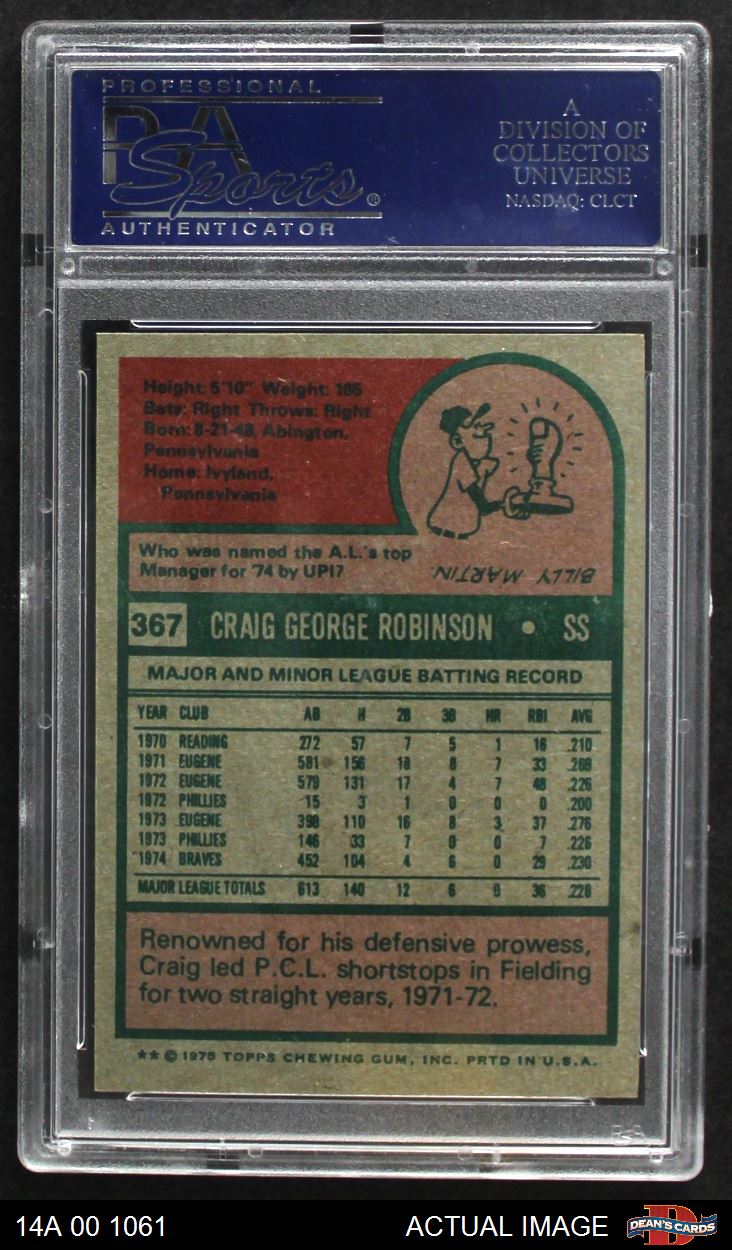 PROFESSIONAL
PSA
Sports®
AUTHENTICATOR
A
DIVISION OF
COLLECTORS
UNIVERSE
NASDAQ: CLCT
Height: 5'10" Weight: 165
Bats: Right Throws: Right
Born: 8-21-48, Abington,
Pennsylvania
Home: Ivyland,
Pennsylvania
Who was named the A.L.'s top
Manager for '74 by UPI?
BILLY MARTIN.
367 CRAIG GEORGE ROBINSON • SS
MAJOR AND MINOR LEAGUE BATTING RECORD
YEAR CLUB AB H 2B 3B HR RBI AVG
1970 READING 272 57 7 5 1 16 .210
1971 EUGENE 581 156 18 8 7 33 .269
1972 EUGENE 579 131 17 4 7 48 .226
1972 PHILLIES 15 3 1 0 0 0 .200
1973 EUGENE 398 110 16 8 3 37 .276
1973 PHILLIES 146 33 7 0 0 7 .226
1974 BRAVES 452 104 4 6 0 29 .230
MAJOR LEAGUE TOTALS 613 140 12 6 0 36 .228
Renowned for his defensive prowess,
Craig led P.C.L. shortstops in Fielding
for two straight years, 1971-72.
** © 1975 TOPPS CHEWING GUM, INC. PRTD IN U.S.A.
PSA
14A 00 1061 ACTUAL IMAGE DEAN'S CARDS